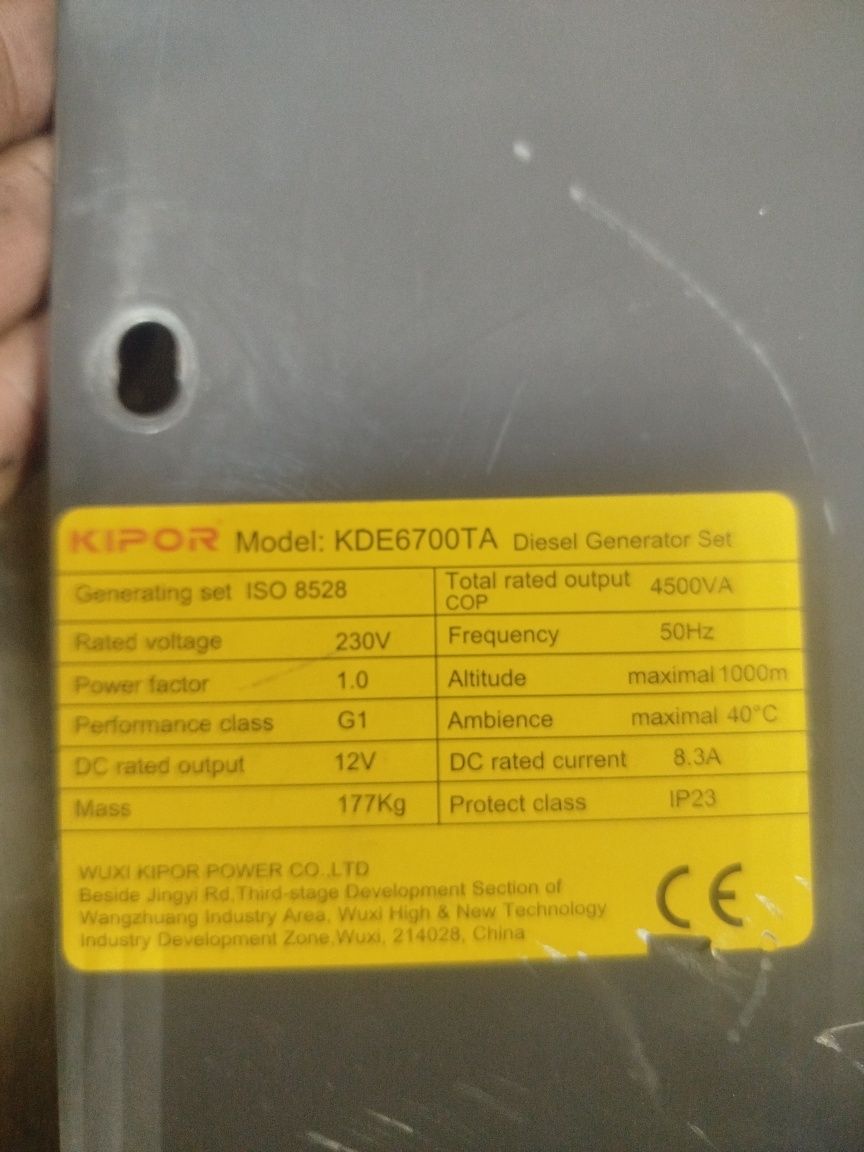 KIPOR Model: KDE6700TA Diesel Generator Set
Generating set ISO 8528 Total rated output COP 4500VA
Rated voltage 230V Frequency 50Hz
Power factor 1.0 Altitude maximal 1000m
Performance class G1 Ambience maximal 40°C
DC rated output 12V DC rated current 8.3A
Mass 177Kg Protect class IP23
WUXI KIPOR POWER CO.,LTD
Beside Jingyi Rd,Third-stage Development Section of
Wangzhuang Industry Area, Wuxi High & New Technology
Industry Development Zone,Wuxi, 214028, China
CE